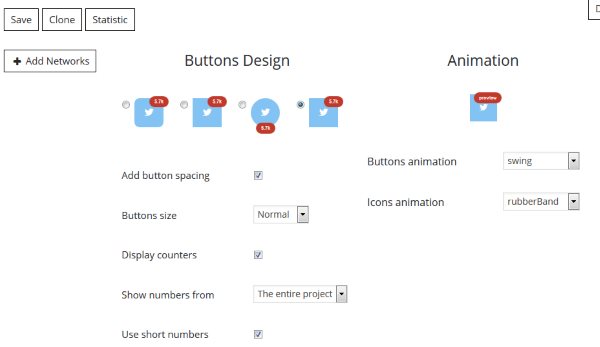 Save Clone Statistic
D
+ Add Networks
Buttons Design
Animation
5.7k 5.7k 5.7k 5.7k
preview
Buttons animation swing
Add button spacing
Icons animation rubberBand
Buttons size Normal
Display counters
Show numbers from The entire project
Use short numbers